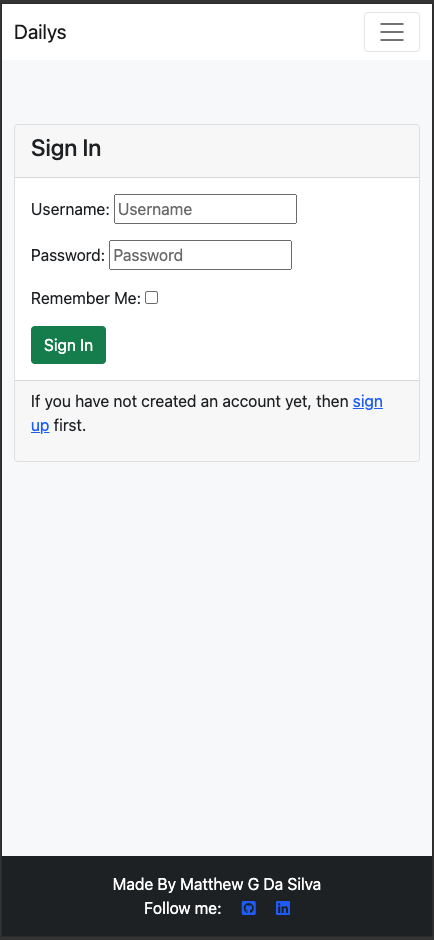 Dailys
Sign In
Username: Username
Password: Password
Remember Me:
Sign In
If you have not created an account yet, then sign
up first.
Made By Matthew G Da Silva
Follow me: